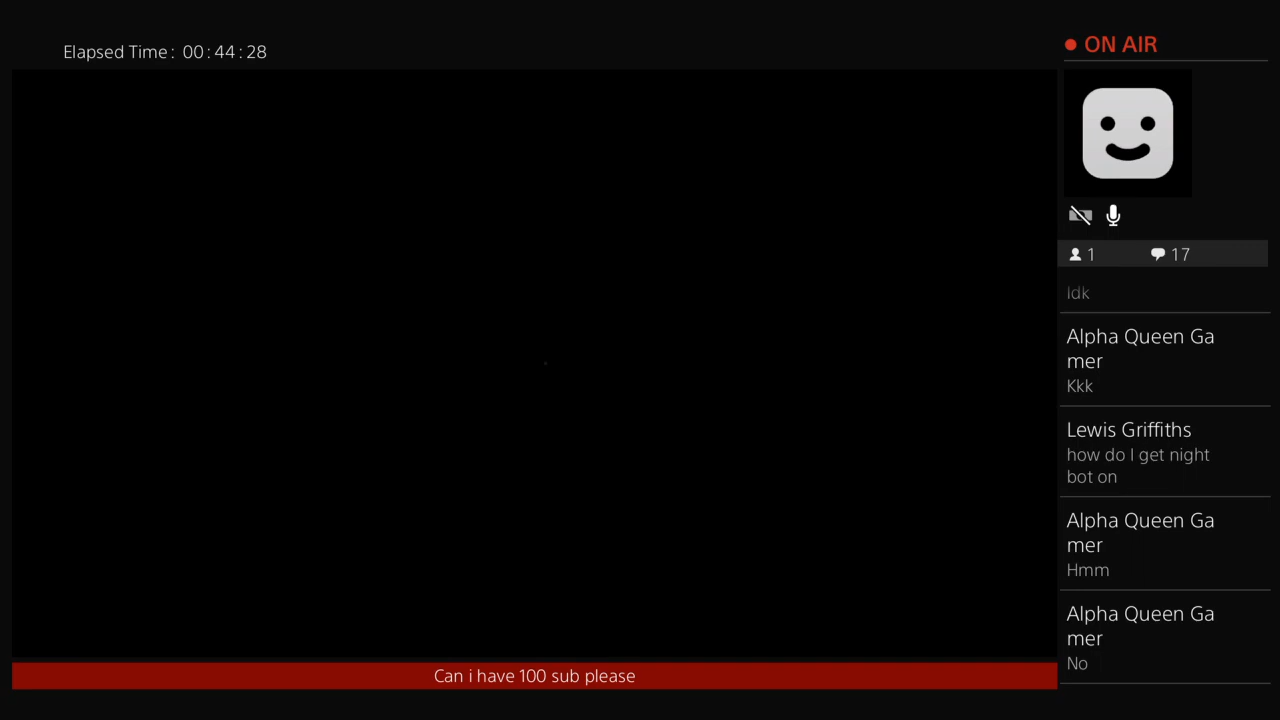 Elapsed Time: 00:44:28
ON AIR
1 17
Idk
Alpha Queen Ga
mer
Kkk
Lewis Griffiths
how do I get night
bot on
Alpha Queen Ga
mer
Hmm
Alpha Queen Ga
mer
No
Can i have 100 sub please